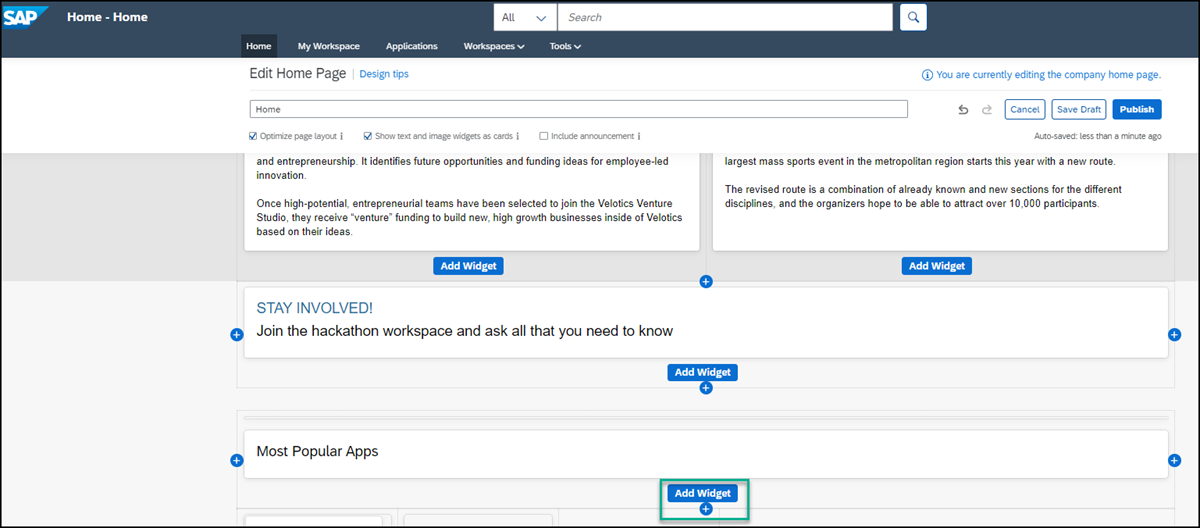 SAP Home - Home All Search
Home My Workspace Applications Workspaces Tools
Edit Home Page Design tips You are currently editing the company home page.
Home Cancel Save Draft Publish
Optimize page layout Show text and image widgets as cards Include announcement Auto-saved: less than a minute ago
and entrepreneurship. It identifies future opportunities and funding ideas for employee-led
innovation.
Once high-potential, entrepreneurial teams have been selected to join the Velotics Venture
Studio, they receive “venture” funding to build new, high growth businesses inside of Velotics
based on their ideas.
largest mass sports event in the metropolitan region starts this year with a new route.
The revised route is a combination of already known and new sections for the different
disciplines, and the organizers hope to be able to attract over 10,000 participants.
Add Widget Add Widget
STAY INVOLVED!
Join the hackathon workspace and ask all that you need to know
Add Widget
Most Popular Apps
Add Widget